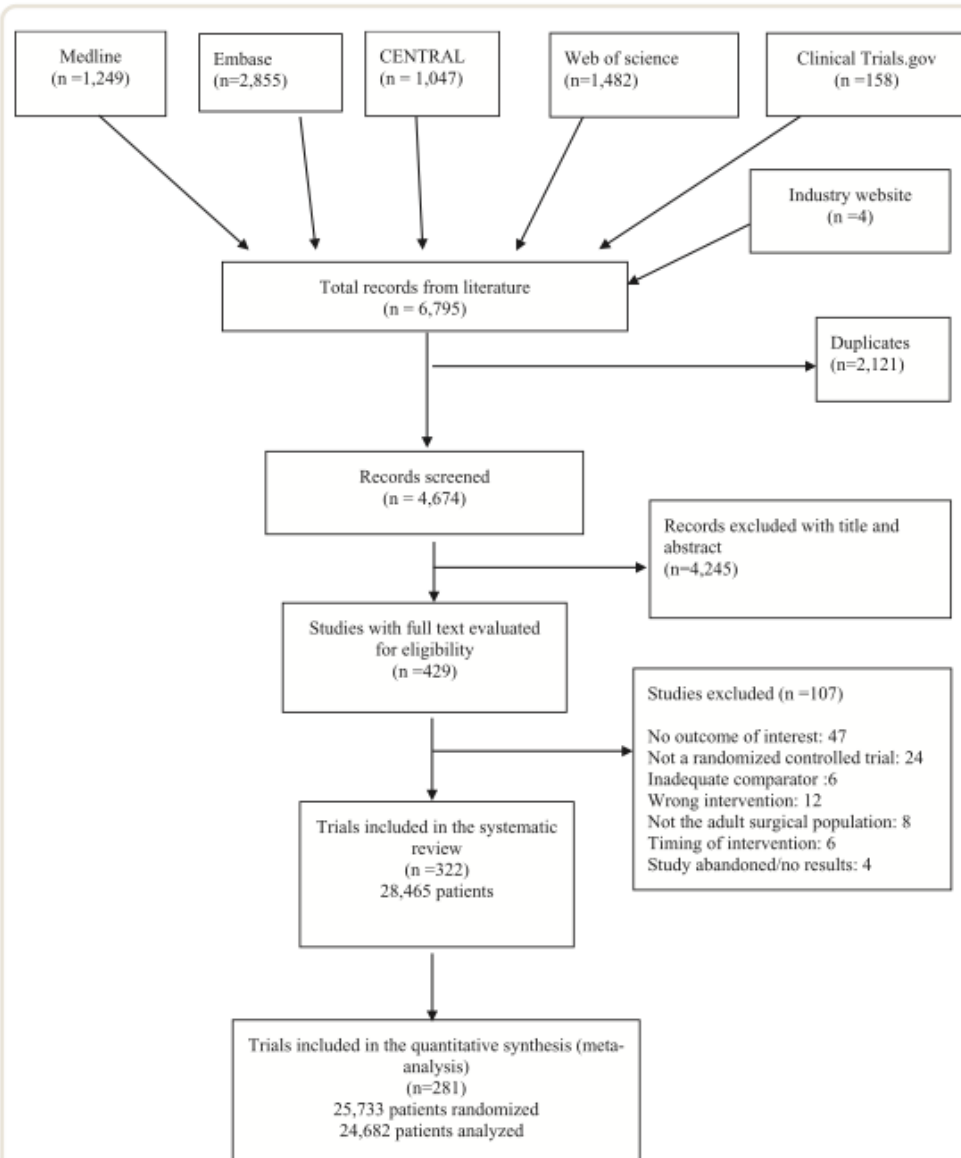 Medline
(n =1,249)
Embase
(n=2,855)
CENTRAL
(n = 1,047)
Web of science
(n=1,482)
Clinical Trials.gov
(n =158)
Industry website
(n =4)
Total records from literature
(n = 6,795)
Duplicates
(n=2,121)
Records screened
(n = 4,674)
Records excluded with title and
abstract
(n=4,245)
Studies with full text evaluated
for eligibility
(n =429)
Studies excluded (n =107)
No outcome of interest: 47
Not a randomized controlled trial: 24
Inadequate comparator :6
Wrong intervention: 12
Not the adult surgical population: 8
Timing of intervention: 6
Study abandoned/no results: 4
Trials included in the systematic
review
(n =322)
28,465 patients
Trials included in the quantitative synthesis (meta-
analysis)
(n=281)
25,733 patients randomized
24,682 patients analyzed